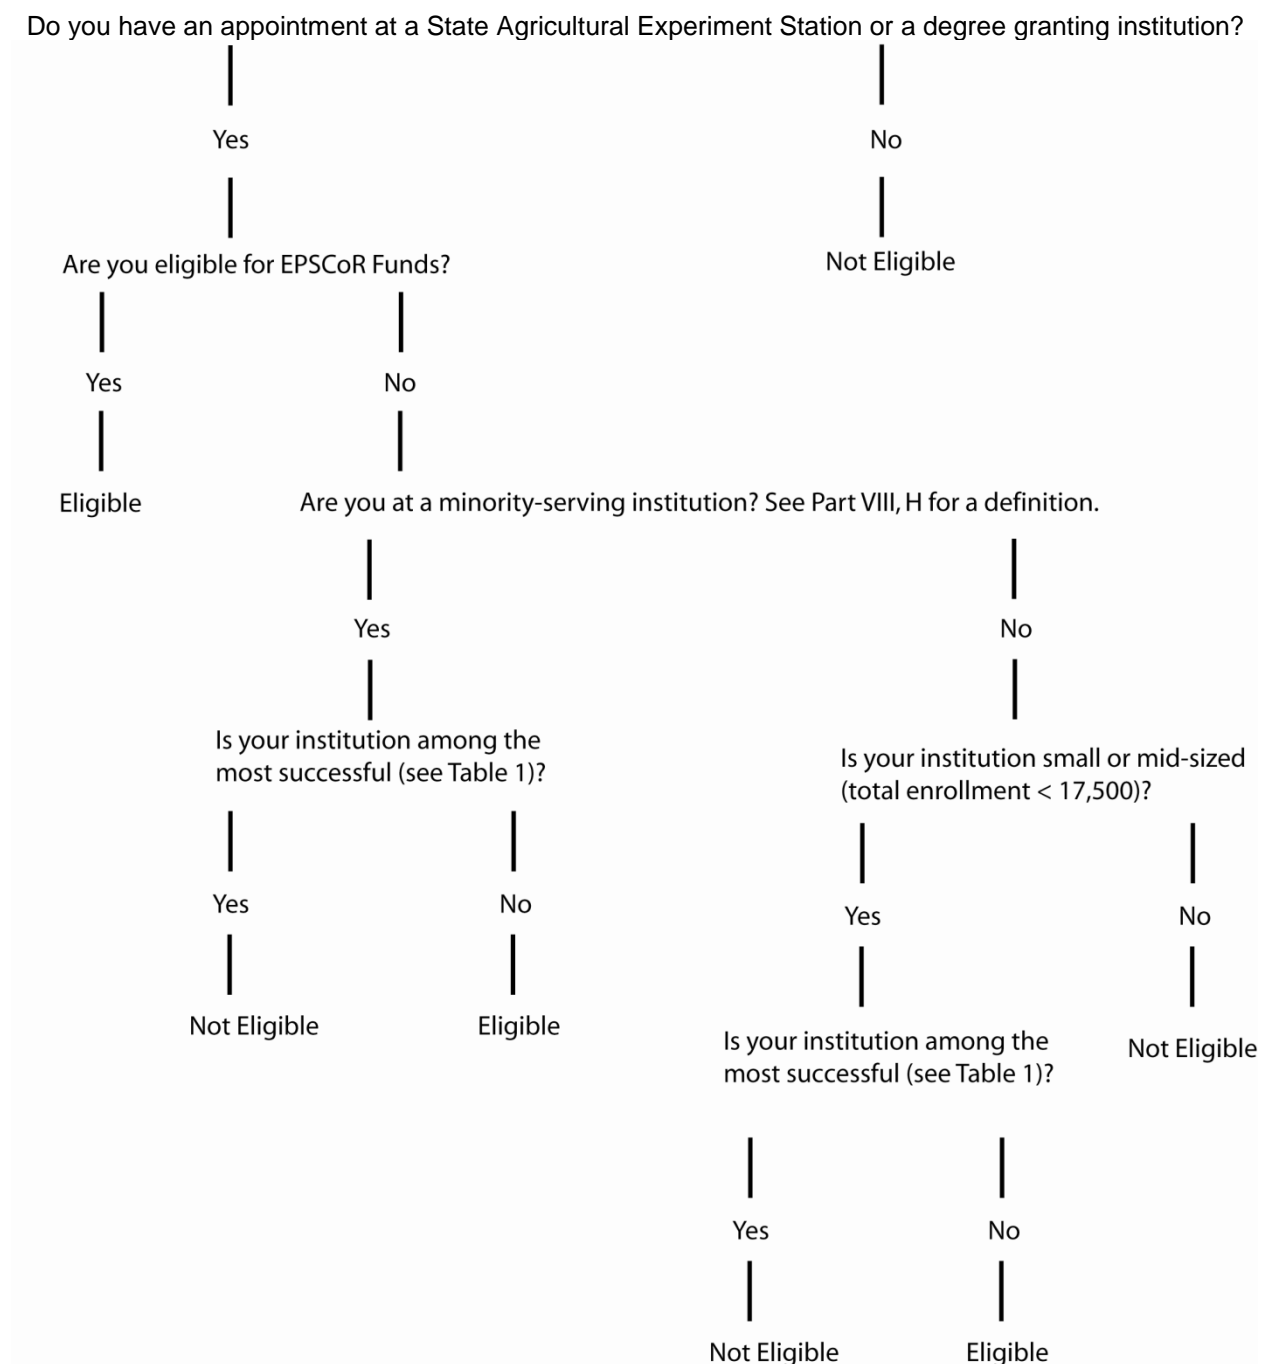 Do you have an appointment at a State Agricultural Experiment Station or a degree granting institution?
Yes
No
Are you eligible for EPSCoR Funds?
Not Eligible
Yes
No
Eligible
Are you at a minority-serving institution? See Part VIII, H for a definition.
Yes
No
Is your institution among the
most successful (see Table 1)?
Is your institution small or mid-sized
(total enrollment < 17,500)?
Yes
No
Yes
No
Not Eligible
Eligible
Is your institution among the
most successful (see Table 1)?
Not Eligible
Yes
No
Not Eligible
Eligible